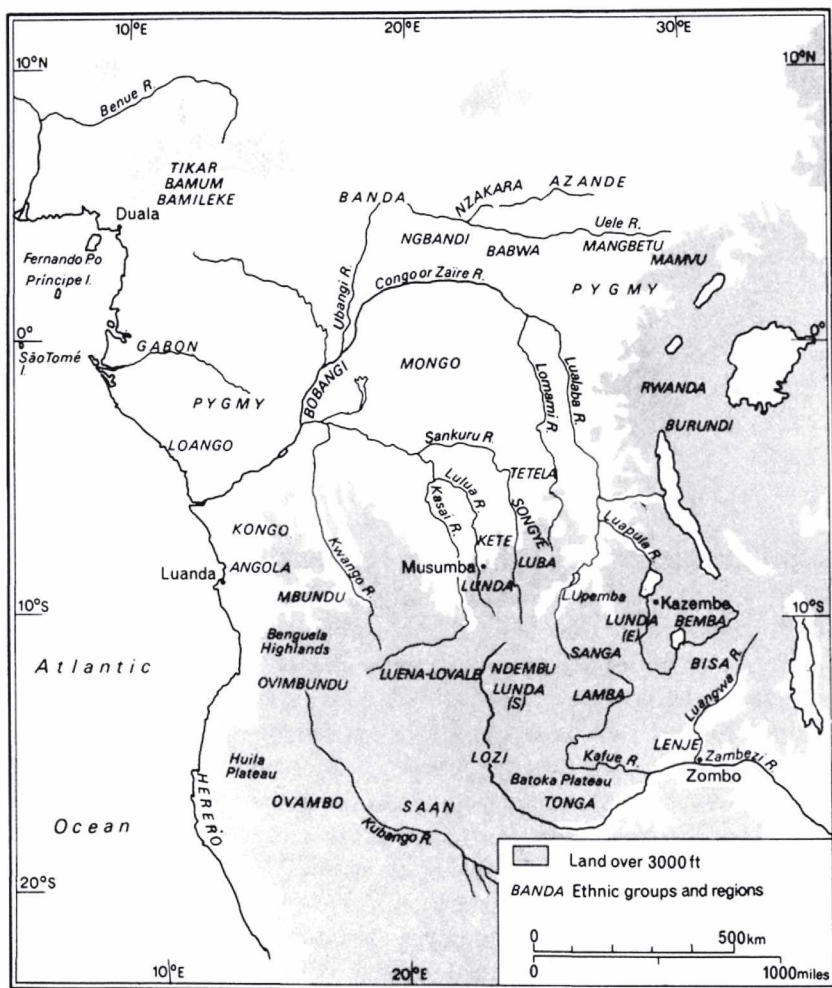 10°E 20°E 30°E
10°N 10°N
Benue R.
TIKAR
BAMUM
BAMILEKE
Duala
BANDA
NZAKARA
AZANDE
Uele R.
NGBANDI
BABWA
MANGBETU
MAMVU
Fernando Po
Príncipe I.
Ubangi R.
Congo or Zaïre R.
PYGMY
0° 0°
São Tomé
I.
GABON
MONGO
BOBANGI
Lomami R.
Lualaba R.
PYGMY
RWANDA
BURUNDI
LOANGO
Sankuru R.
TETELA
Lulua R.
Kasai R.
SONGYE
KONGO
Kwango R.
KETE
Luapula R.
ANGOLA
Musumba
LUBA
Luanda
LUNDA
MBUNDU
L.Upemba
Kazembe
10°S 10°S
LUNDA
(E)
BEMBA
Benguela
Highlands
SANGA
BISA
Atlantic
LUENA-LOVALE
NDEMBU
OVIMBUNDU
LUNDA
(S)
LAMBA
Luangwa R.
Huila
Plateau
LOZI
Kafue R.
LENJE
Zambezi R.
Zombo
Batoka Plateau
HERERO
OVAMBO
SAAN
TONGA
Ocean
Kubango R.
20°S
Land over 3000 ft
BANDA Ethnic groups and regions
0 500km
0 1000miles
10°E 20°E